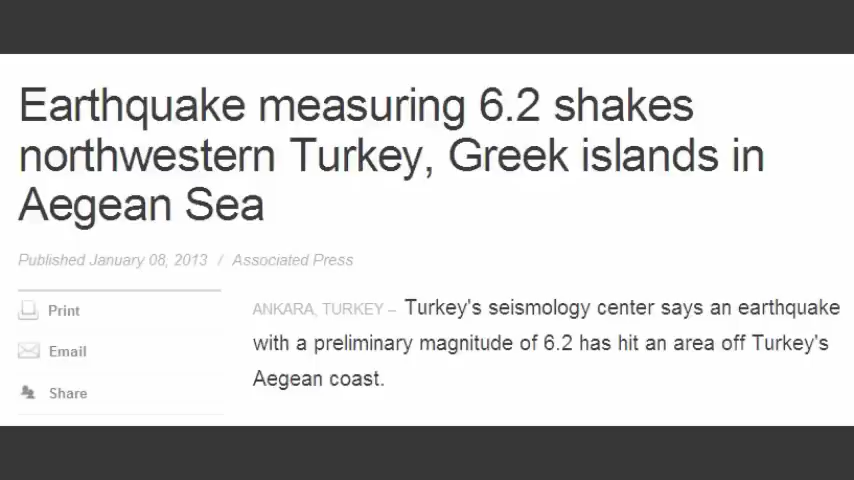 Earthquake measuring 6.2 shakes
northwestern Turkey, Greek islands in
Aegean Sea
Published January 08, 2013 / Associated Press
Print
Email
Share
ANKARA, TURKEY – Turkey's seismology center says an earthquake
with a preliminary magnitude of 6.2 has hit an area off Turkey's
Aegean coast.